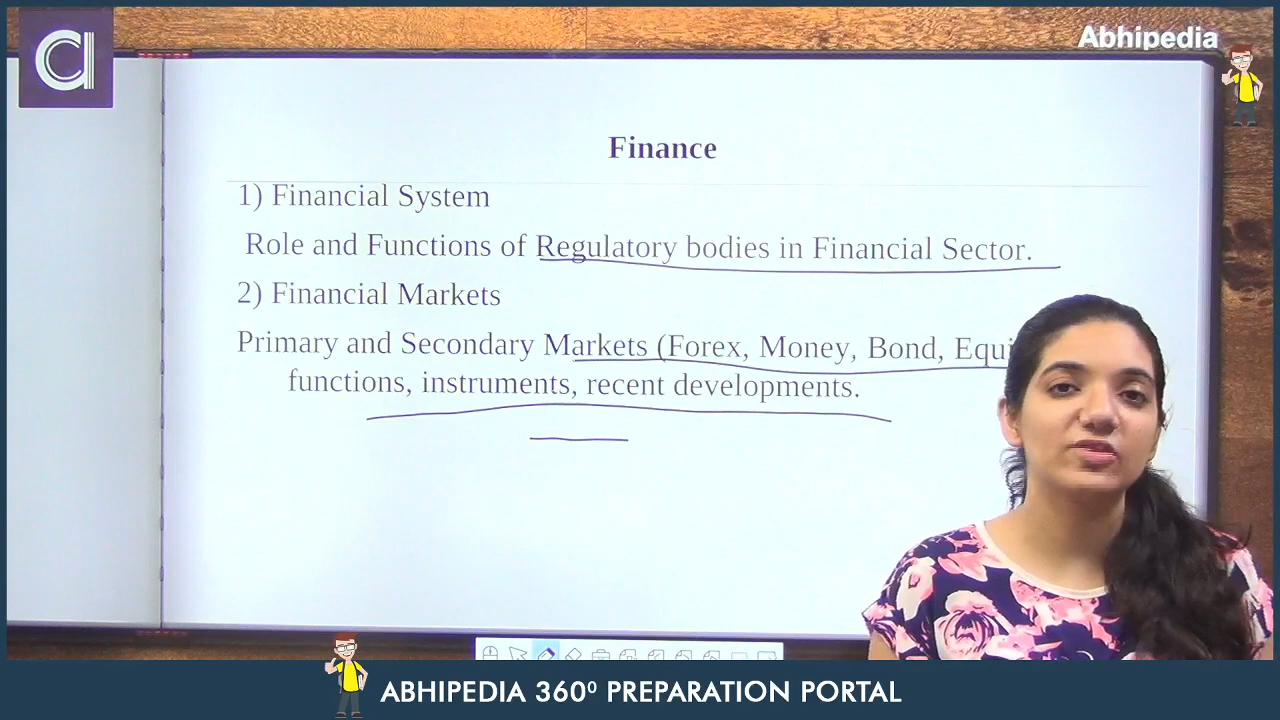 Abhipedia
Finance
1) Financial System
Role and Functions of Regulatory bodies in Financial Sector.
2) Financial Markets
Primary and Secondary Markets (Forex, Money, Bond,
functions, instruments, recent developments.
ABHIPEDIA 360⁰ PREPARATION PORTAL